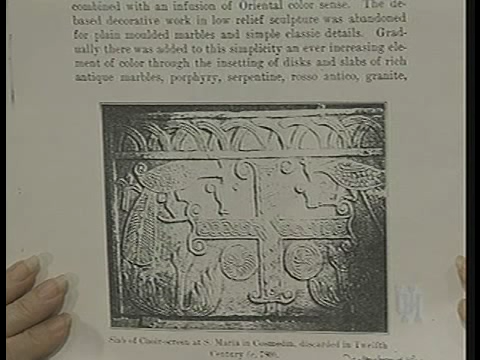 combined with an infusion of Oriental color sense. The de-
based decorative work in low relief sculpture was abandoned
for plain moulded marbles and simple classic details. Grad-
ually there was added to this simplicity an ever increasing ele-
ment of color through the insetting of disks and slabs of rich
antique marbles, porphyry, serpentine, rosso antico, granite,
Slab of Choir-screen at S. Maria in Cosmedin, discarded in Twelfth
Century